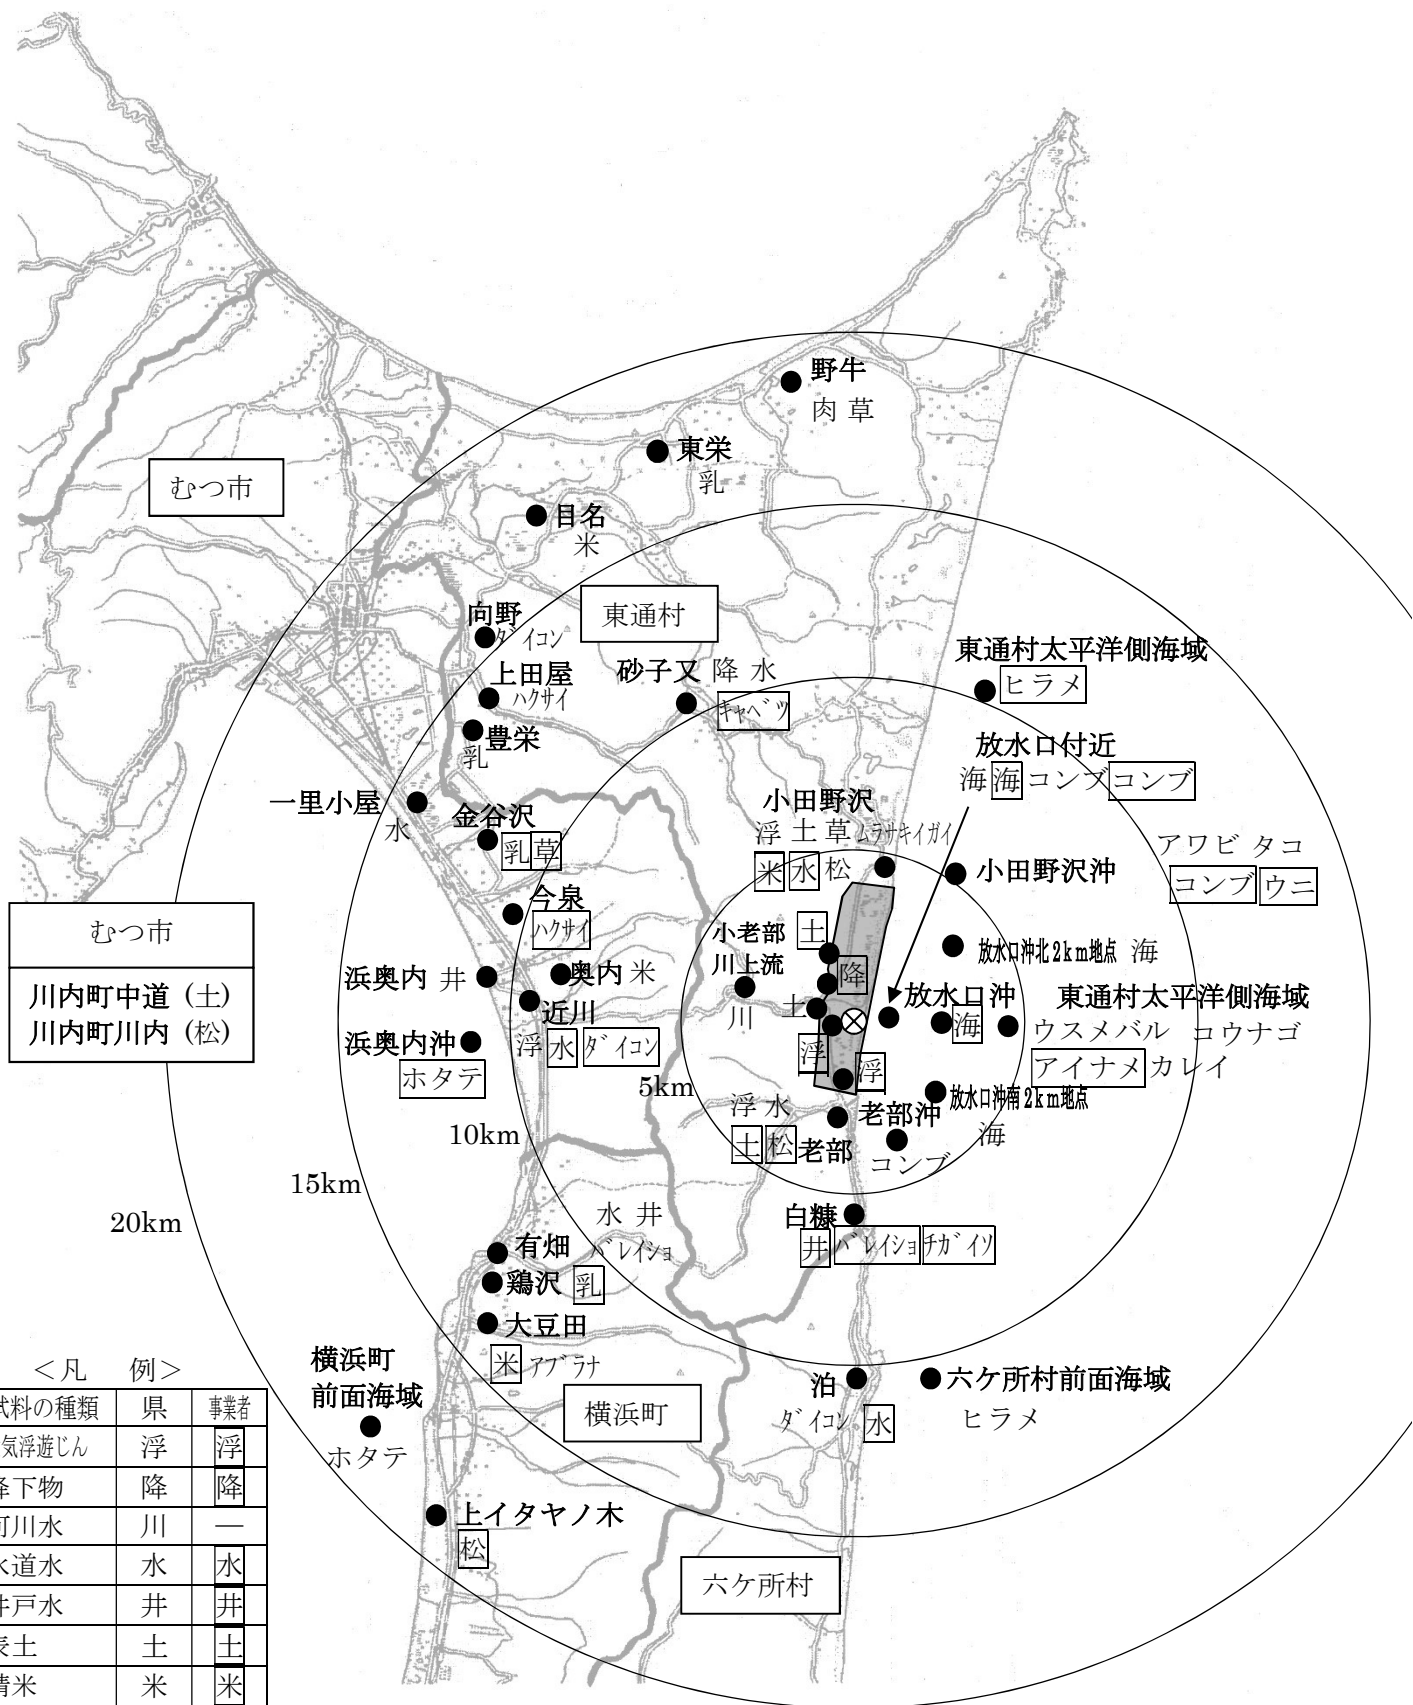 野牛
肉 草
東栄
乳
むつ市
目名
米
東通村
向野
ダイコン
上田屋
ハクサイ
砂子又 降 水
キャベツ
豊栄
乳
東通村太平洋側海域
ヒラメ
放水口付近
海 海 コンブ コンブ
一里小屋
水
金谷沢
乳 草
小田野沢
浮 土 草 ムラサキイガイ
米 水 松
小田野沢沖
アワビ タコ
コンブ ウニ
今泉
ハクサイ
むつ市
川内町中道 (土)
川内町川内 (松)
浜奥内 井
奥内 米
小老部
川上流
川
土
降
土
放水口沖北2km地点 海
放水口沖
海
東通村太平洋側海域
ウスメバル コウナゴ
アイナメ カレイ
近川
浮 水 ダイコン
浜奥内沖
ホタテ
浮
浮
放水口沖南2km地点
海
5km
10km
15km
20km
浮 水
土 松 老部
老部沖
コンブ
白糠
井 バレイショ チガイソ
水 井
有畑 バレイショ
鶏沢 乳
大豆田
米 アブラナ
横浜町
前面海域
ホタテ
横浜町
泊
ダイコン 水
六ケ所村前面海域
ヒラメ
上イタヤノ木
松
六ケ所村
＜凡 例＞
試料の種類 県 事業者
気浮遊じん 浮 浮
降下物 降 降
河川水 川 ―
水道水 水 水
井戸水 井 井
表土 土 土
精米 米 米